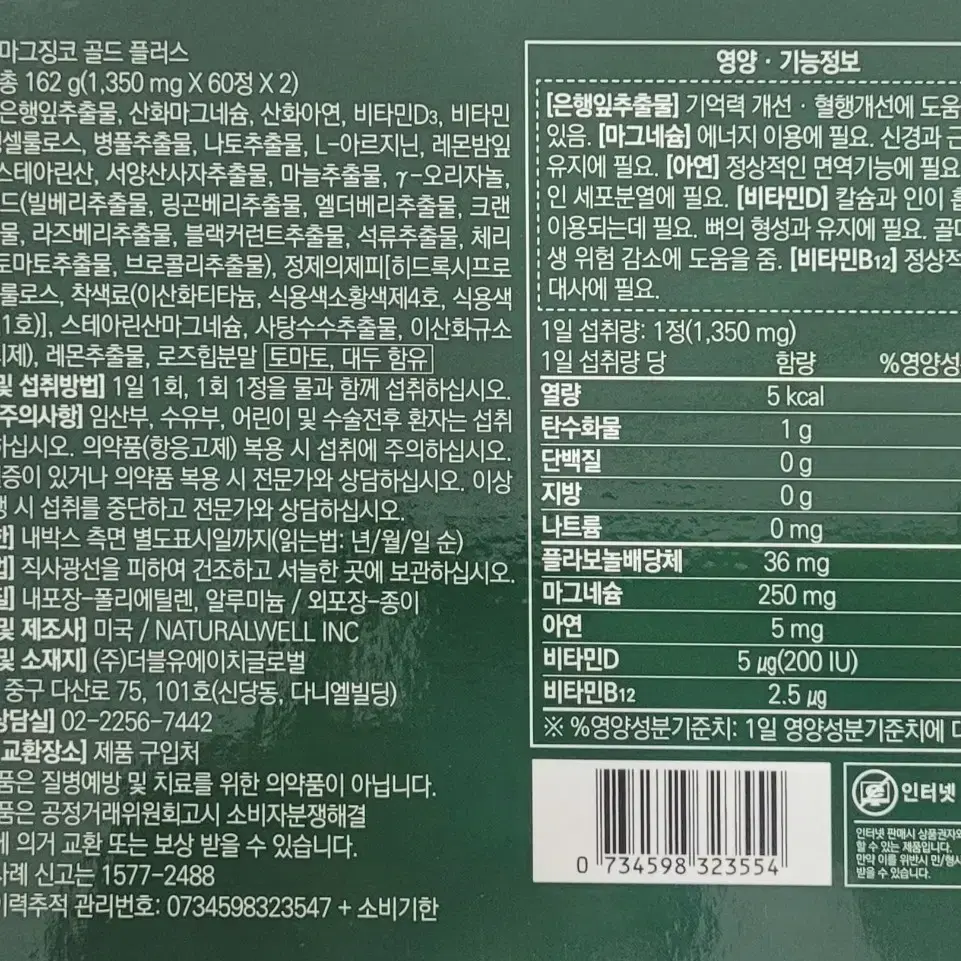 마그징코 골드 플러스
총 162 g(1,350 mg X 60정 X 2)
은행잎추출물, 산화마그네슘, 산화아연, 비타민D3, 비타민
셀룰로스, 병풀추출물, 나토추출물, L-아르지닌, 레몬밤잎
스테아린산, 서양산사자추출물, 마늘추출물, γ-오리자놀,
드(빌베리추출물, 링곤베리추출물, 엘더베리추출물, 크랜
물, 라즈베리추출물, 블랙커런트추출물, 석류추출물, 체리
토마토추출물, 브로콜리추출물), 정제의제피[히드록시프로
룰로스, 착색료(이산화티타늄, 식용색소황색제4호, 식용색
1호)], 스테아린산마그네슘, 사탕수수추출물, 이산화규소
제), 레몬추출물, 로즈힙분말 토마토, 대두 함유
및 섭취방법] 1일 1회, 1회 1정을 물과 함께 섭취하십시오.
주의사항] 임산부, 수유부, 어린이 및 수술전후 환자는 섭취
하십시오. 의약품(항응고제) 복용 시 섭취에 주의하십시오.
증이 있거나 의약품 복용 시 전문가와 상담하십시오. 이상
생 시 섭취를 중단하고 전문가와 상담하십시오.
한] 내박스 측면 별도표시일까지(읽는법: 년/월/일 순)
법] 직사광선을 피하여 건조하고 서늘한 곳에 보관하십시오.
질] 내포장-폴리에틸렌, 알루미늄 / 외포장-종이
및 제조사] 미국 / NATURALWELL INC
및 소재지] (주)더블유에이치글로벌
중구 다산로 75, 101호(신당동, 다니엘빌딩)
상담실] 02-2256-7442
교환장소] 제품 구입처
품은 질병예방 및 치료를 위한 의약품이 아닙니다.
품은 공정거래위원회고시 소비자분쟁해결
에 의거 교환 또는 보상 받을 수 있습니다.
사례 신고는 1577-2488
이력추적 관리번호: 0734598323547 + 소비기한
영양 · 기능정보
[은행잎추출물] 기억력 개선 · 혈행개선에 도움
있음. [마그네슘] 에너지 이용에 필요. 신경과 근
유지에 필요. [아연] 정상적인 면역기능에 필요.
인 세포분열에 필요. [비타민D] 칼슘과 인이 흡
이용되는데 필요. 뼈의 형성과 유지에 필요. 골다
생 위험 감소에 도움을 줌. [비타민B12] 정상적
대사에 필요.
1일 섭취량: 1정(1,350 mg)
1일 섭취량 당 함량 %영양성
열량 5 kcal
탄수화물 1 g
단백질 0 g
지방 0 g
나트륨 0 mg
플라보놀배당체 36 mg
마그네슘 250 mg
아연 5 mg
비타민D 5 μg(200 IU)
비타민B12 2.5 μg
※ %영양성분기준치: 1일 영양성분기준치에 대
0 734598 323554
인터넷
인터넷 판매시 상품권자와
할 수 있는 제품입니다.
만약 이를 위반시 민/형사
받을 수 있습니다.